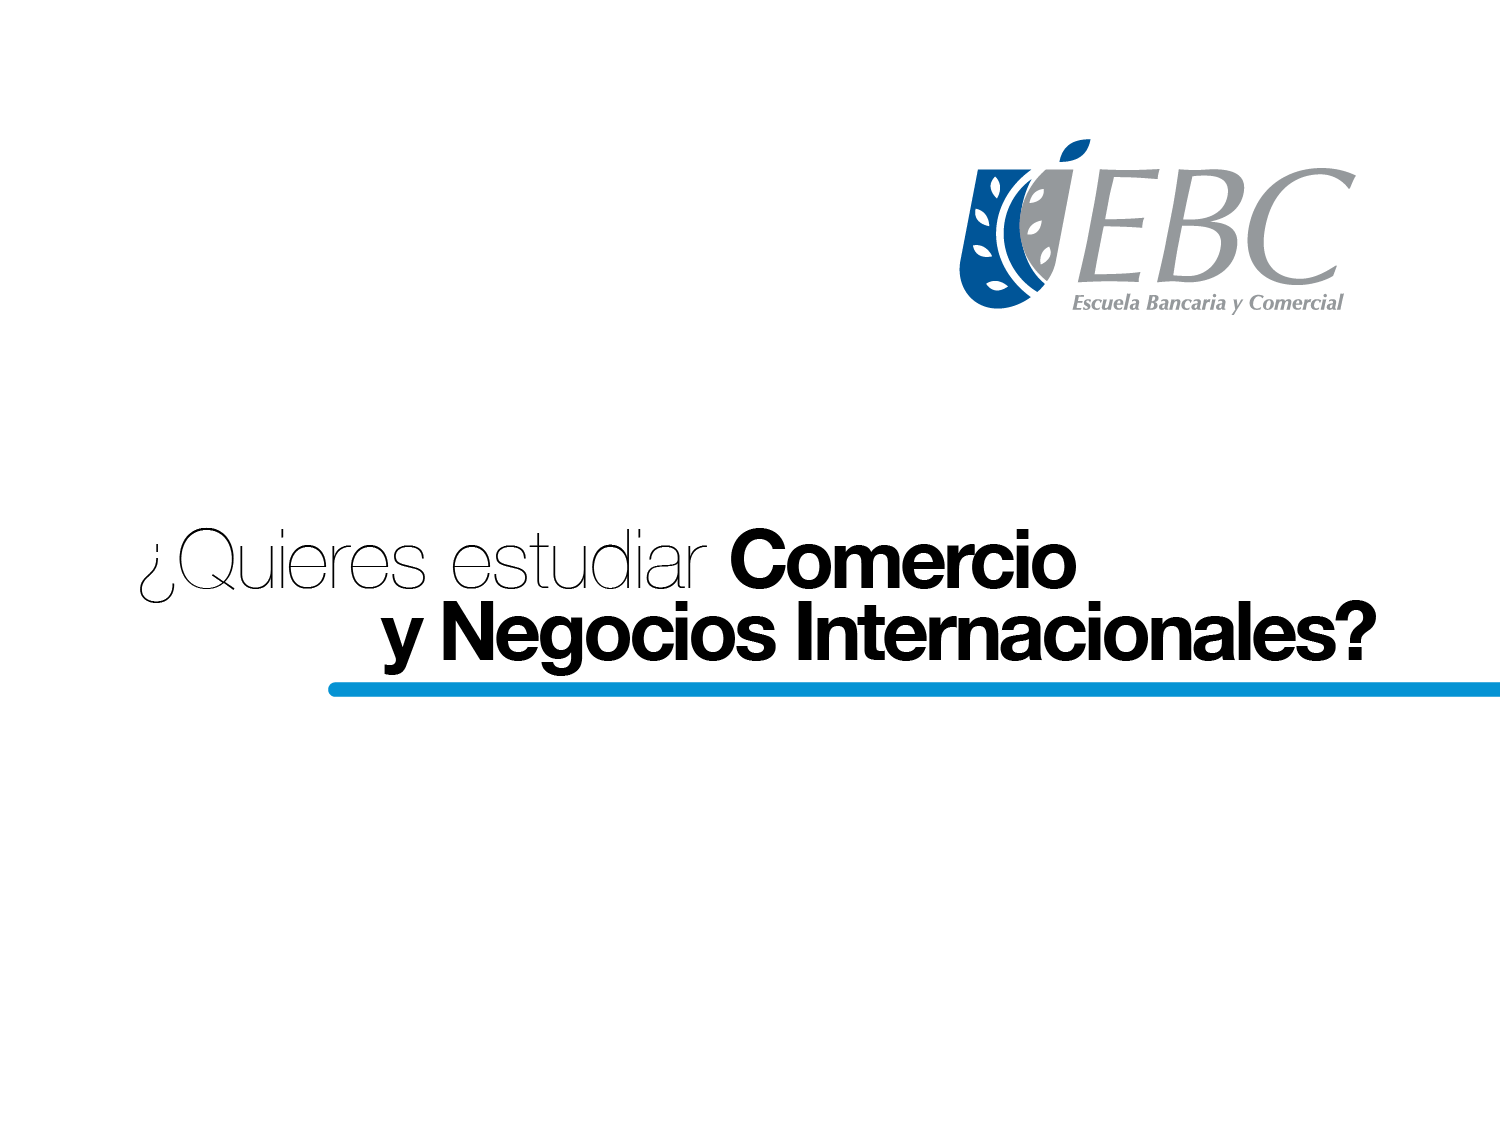 EBC
Escuela Bancaria y Comercial
¿Quieres estudiar Comercio
y Negocios Internacionales?